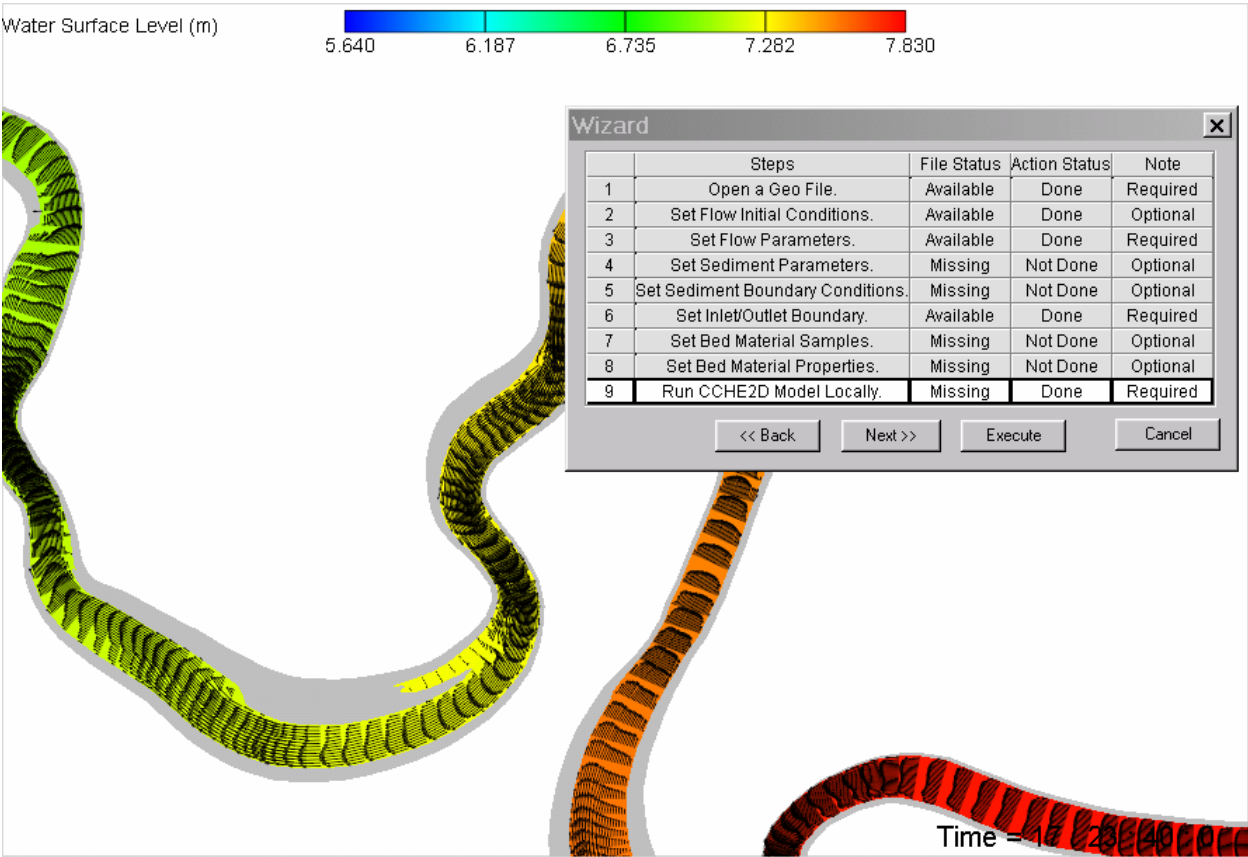 Water Surface Level (m)
5.640 6.187 6.735 7.282 7.830
Wizard
Steps File Status Action Status Note
1 Open a Geo File. Available Done Required
2 Set Flow Initial Conditions. Available Done Optional
3 Set Flow Parameters. Available Done Required
4 Set Sediment Parameters. Missing Not Done Optional
5 Set Sediment Boundary Conditions. Missing Not Done Optional
6 Set Inlet/Outlet Boundary. Available Done Required
7 Set Bed Material Samples. Missing Not Done Optional
8 Set Bed Material Properties. Missing Not Done Optional
9 Run CCHE2D Model Locally. Missing Done Required
<< Back Next >> Execute Cancel
Time =